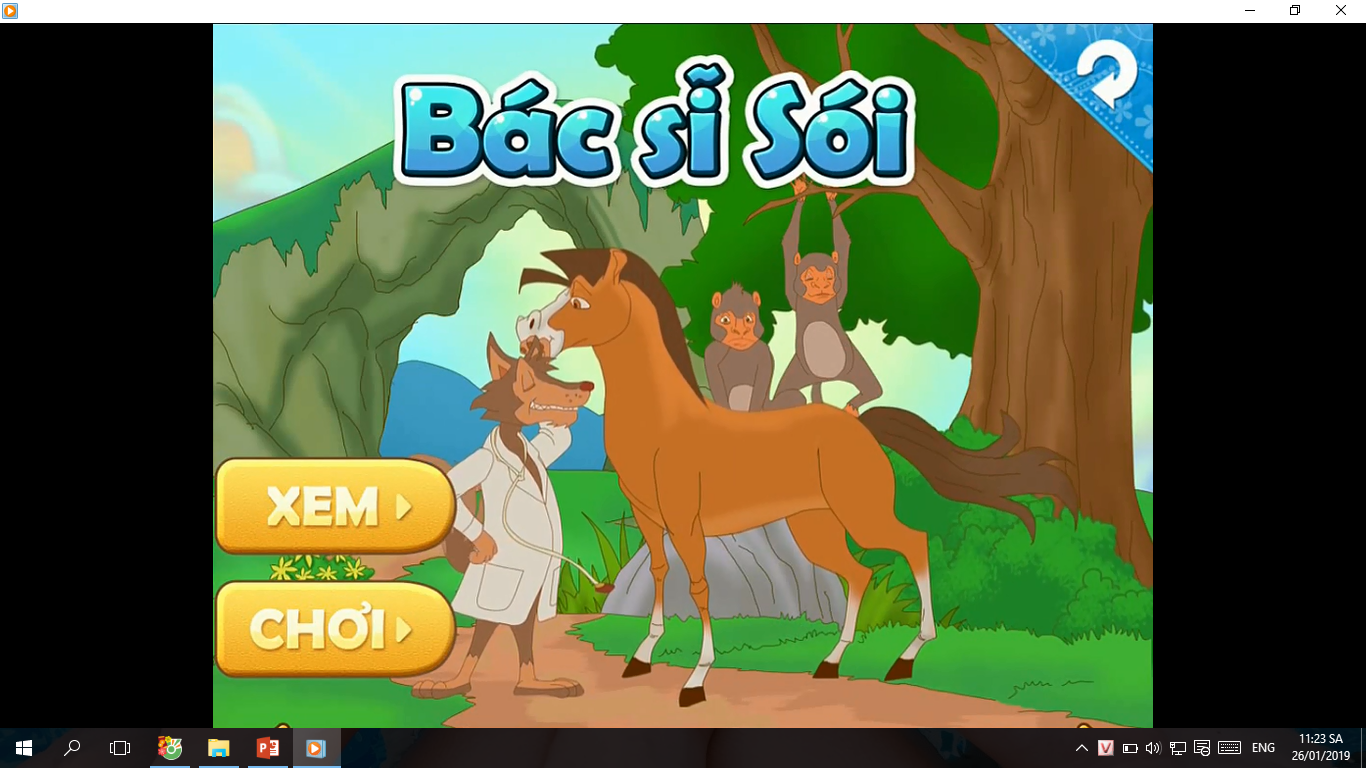 Bác sĩ Sói
XEM
CHƠI
ENG
11:23 SA
26/01/2019